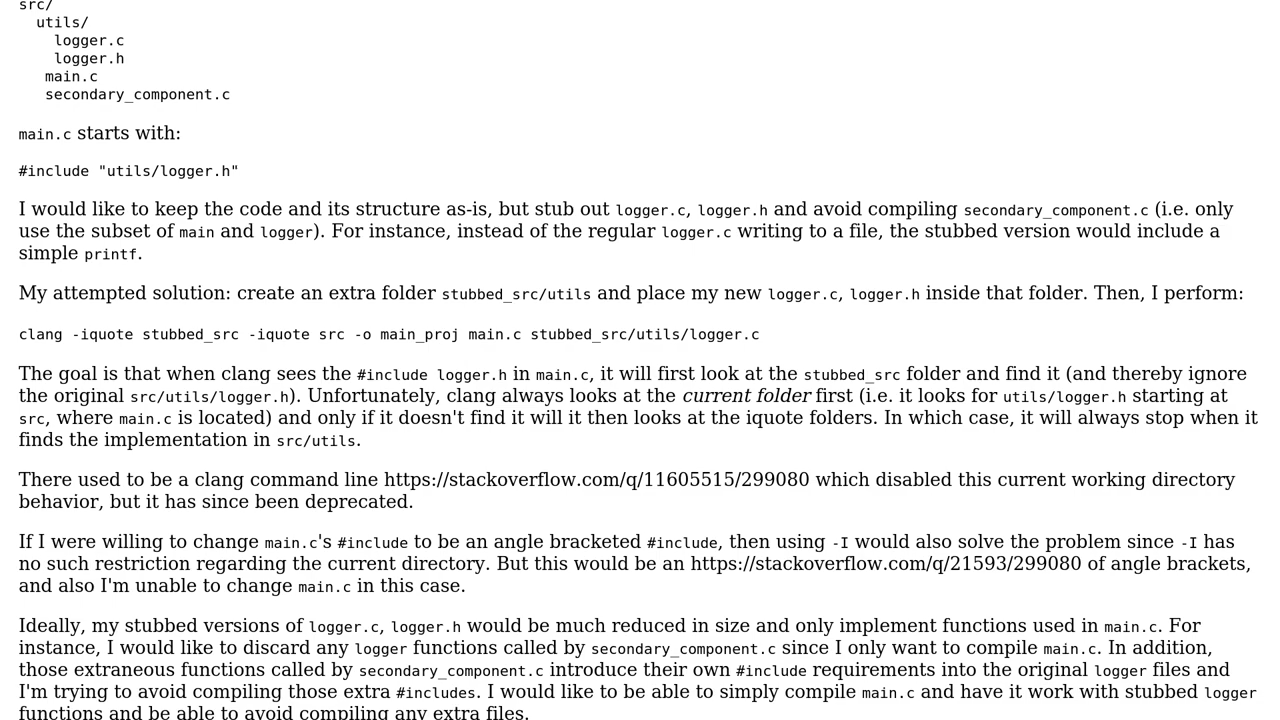 src/
utils/
logger.c
logger.h
main.c
secondary_component.c
main.c starts with:
#include "utils/logger.h"
I would like to keep the code and its structure as-is, but stub out logger.c, logger.h and avoid compiling secondary_component.c (i.e. only
use the subset of main and logger). For instance, instead of the regular logger.c writing to a file, the stubbed version would include a
simple printf.
My attempted solution: create an extra folder stubbed_src/utils and place my new logger.c, logger.h inside that folder. Then, I perform:
clang -iquote stubbed_src -iquote src -o main_proj main.c stubbed_src/utils/logger.c
The goal is that when clang sees the #include logger.h in main.c, it will first look at the stubbed_src folder and find it (and thereby ignore
the original src/utils/logger.h). Unfortunately, clang always looks at the current folder first (i.e. it looks for utils/logger.h starting at
src, where main.c is located) and only if it doesn't find it will it then looks at the iquote folders. In which case, it will always stop when it
finds the implementation in src/utils.
There used to be a clang command line https://stackoverflow.com/q/11605515/299080 which disabled this current working directory
behavior, but it has since been deprecated.
If I were willing to change main.c's #include to be an angle bracketed #include, then using -I would also solve the problem since -I has
no such restriction regarding the current directory. But this would be an https://stackoverflow.com/q/21593/299080 of angle brackets,
and also I'm unable to change main.c in this case.
Ideally, my stubbed versions of logger.c, logger.h would be much reduced in size and only implement functions used in main.c. For
instance, I would like to discard any logger functions called by secondary_component.c since I only want to compile main.c. In addition,
those extraneous functions called by secondary_component.c introduce their own #include requirements into the original logger files and
I'm trying to avoid compiling those extra #includes. I would like to be able to simply compile main.c and have it work with stubbed logger
functions and be able to avoid compiling any extra files.